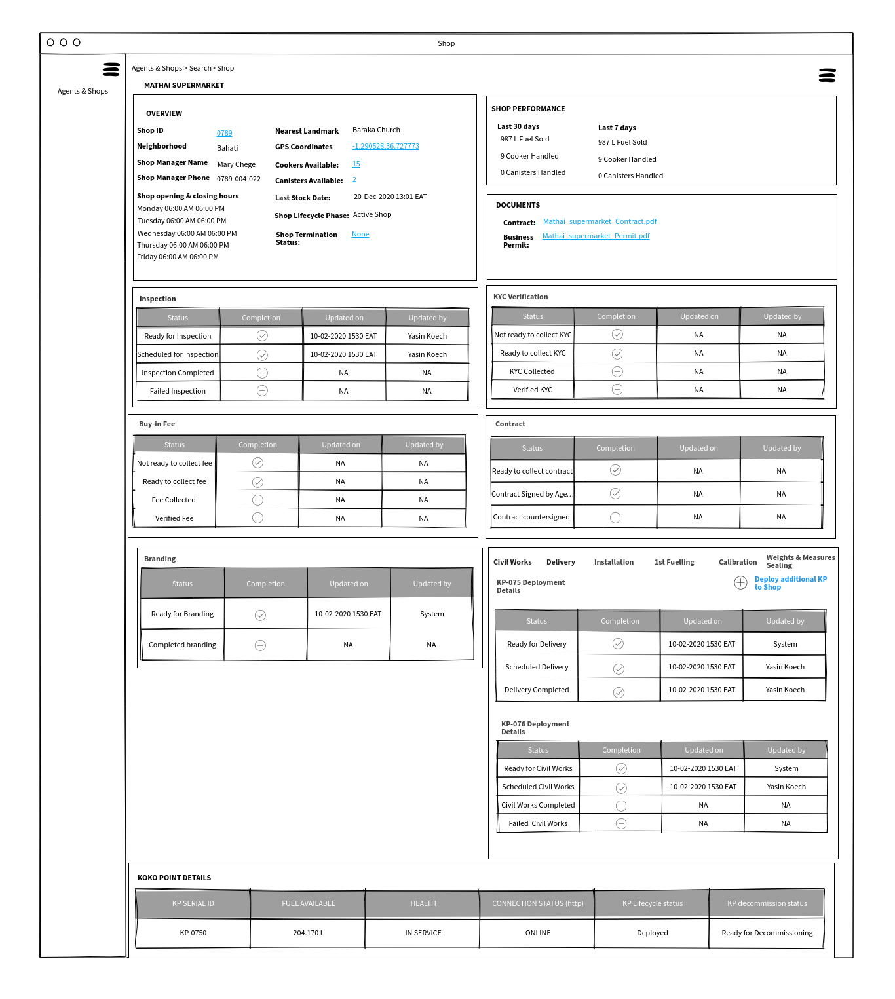 Shop
Agents & Shops
Agents & Shops > Search> Shop
MATHAI SUPERMARKET
OVERVIEW
Shop ID 0789
Neighborhood Bahati
Shop Manager Name Mary Chege
Shop Manager Phone 0789-004-022
Shop opening & closing hours
Monday 06:00 AM 06:00 PM
Tuesday 06:00 AM 06:00 PM
Wednesday 06:00 AM 06:00 PM
Thursday 06:00 AM 06:00 PM
Friday 06:00 AM 06:00 PM
Nearest Landmark Baraka Church
GPS Coordinates -1.290528,36.727773
Cookers Available: 15
Canisters Available: 2
Last Stock Date: 20-Dec-2020 13:01 EAT
Shop Lifecycle Phase: Active Shop
Shop Termination None
Status:
SHOP PERFORMANCE
Last 30 days
987 L Fuel Sold
9 Cooker Handled
0 Canisters Handled
Last 7 days
987 L Fuel Sold
9 Cooker Handled
0 Canisters Handled
DOCUMENTS
Contract: Mathai_supermarket_Contract.pdf
Business Mathai_supermarket_Permit.pdf
Permit:
Inspection
Status Completion Updated on Updated by
Ready for Inspection 10-02-2020 1530 EAT Yasin Koech
Scheduled for inspection 10-02-2020 1530 EAT Yasin Koech
Inspection Completed NA NA
Failed Inspection NA NA
KYC Verification
Status Completion Updated on Updated by
Not ready to collect KYC NA NA
Ready to collect KYC NA NA
KYC Collected NA NA
Verified KYC NA NA
Buy-in Fee
Status Completion Updated on Updated by
Not ready to collect fee NA NA
Ready to collect fee NA NA
Fee Collected NA NA
Verified Fee NA NA
Contract
Status Completion Updated on Updated by
Ready to collect contract NA NA
Contract Signed by Age... NA NA
Contract countersigned NA NA
Branding
Status Completion Updated on Updated by
Ready for Branding 10-02-2020 1530 EAT System
Completed branding NA NA
Civil Works Delivery Installation 1st Fuelling Calibration Weights & Measures
Sealing
KP-075 Deployment
Details
Deploy additional KP
to Shop
Status Completion Updated on Updated by
Ready for Delivery 10-02-2020 1530 EAT System
Scheduled Delivery 10-02-2020 1530 EAT Yasin Koech
Delivery Completed 10-02-2020 1530 EAT Yasin Koech
KP-076 Deployment
Details
Status Completion Updated on Updated by
Ready for Civil Works 10-02-2020 1530 EAT System
Scheduled Civil Works 10-02-2020 1530 EAT Yasin Koech
Civil Works Completed NA NA
Failed Civil Works NA NA
KOKO POINT DETAILS
KP SERIAL ID FUEL AVAILABLE HEALTH CONNECTION STATUS (http) KP Lifecycle status KP decommission status
KP-0750 204.170 L IN SERVICE ONLINE Deployed Ready for Decommissioning